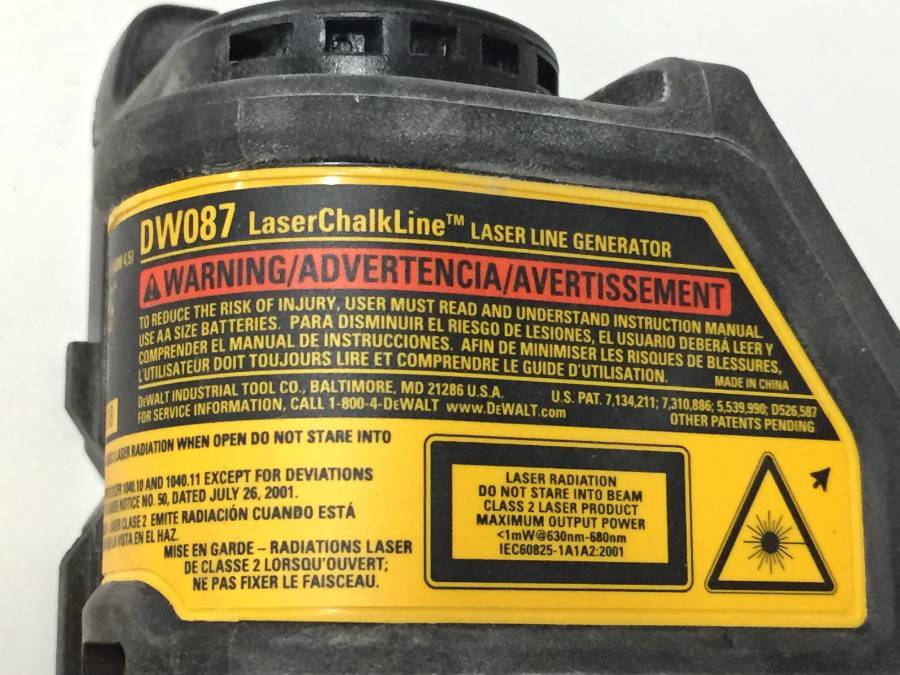 DW087 LaserChalkLine™ LASER LINE GENERATOR
WARNING/ADVERTENCIA/AVERTISSEMENT
TO REDUCE THE RISK OF INJURY, USER MUST READ AND UNDERSTAND INSTRUCTION MANUAL.
USE AA SIZE BATTERIES. PARA DISMINUIR EL RIESGO DE LESIONES, EL USUARIO DEBERÁ LEER Y
COMPRENDER EL MANUAL DE INSTRUCCIONES. AFIN DE MINIMISER LES RISQUES DE BLESSURES,
L'UTILISATEUR DOIT TOUJOURS LIRE ET COMPRENDRE LE GUIDE D'UTILISATION.
MADE IN CHINA
DEWALT INDUSTRIAL TOOL CO., BALTIMORE, MD 21286 U.S.A.
FOR SERVICE INFORMATION, CALL 1-800-4-DEWALT www.DEWALT.com
U.S. PAT. 7,134,211; 7,310,886; 5,539,990; D526,587
OTHER PATENTS PENDING
LASER RADIATION WHEN OPEN DO NOT STARE INTO
1040.10 AND 1040.11 EXCEPT FOR DEVIATIONS
NOTICE NO. 50, DATED JULY 26, 2001.
LASER CLASE 2 EMITE RADIACIÓN CUANDO ESTÁ
LA VISTA EN EL HAZ.
MISE EN GARDE – RADIATIONS LASER
DE CLASSE 2 LORSQU'OUVERT;
NE PAS FIXER LE FAISCEAU.
LASER RADIATION
DO NOT STARE INTO BEAM
CLASS 2 LASER PRODUCT
MAXIMUM OUTPUT POWER
<1mW@630nm-680nm
IEC60825-1A1A2:2001